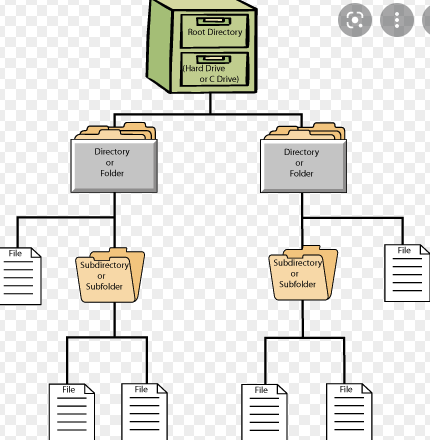 Root Directory
(Hard Drive
or C Drive)
Directory
or
Folder
Directory
or
Folder
File
Subdirectory
or
Subfolder
Subdirectory
or
Subfolder
File
File
File
File
File